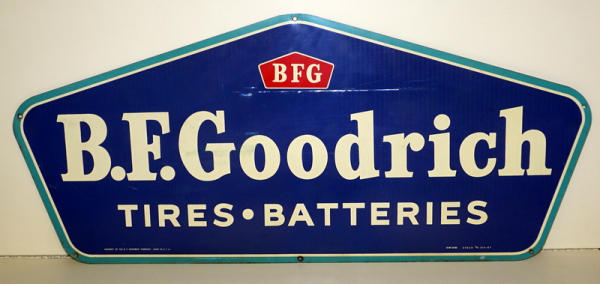 BFG
B.F.Goodrich
TIRES • BATTERIES